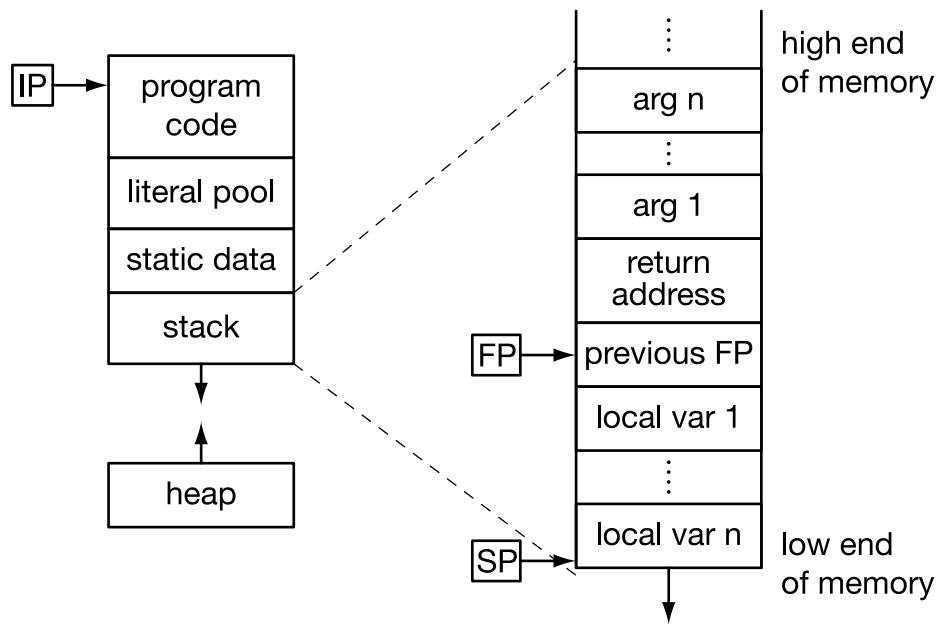 IP
program
code
literal pool
static data
stack
heap
high end
of memory
arg n
arg 1
return
address
FP
previous FP
local var 1
local var n
SP
low end
of memory